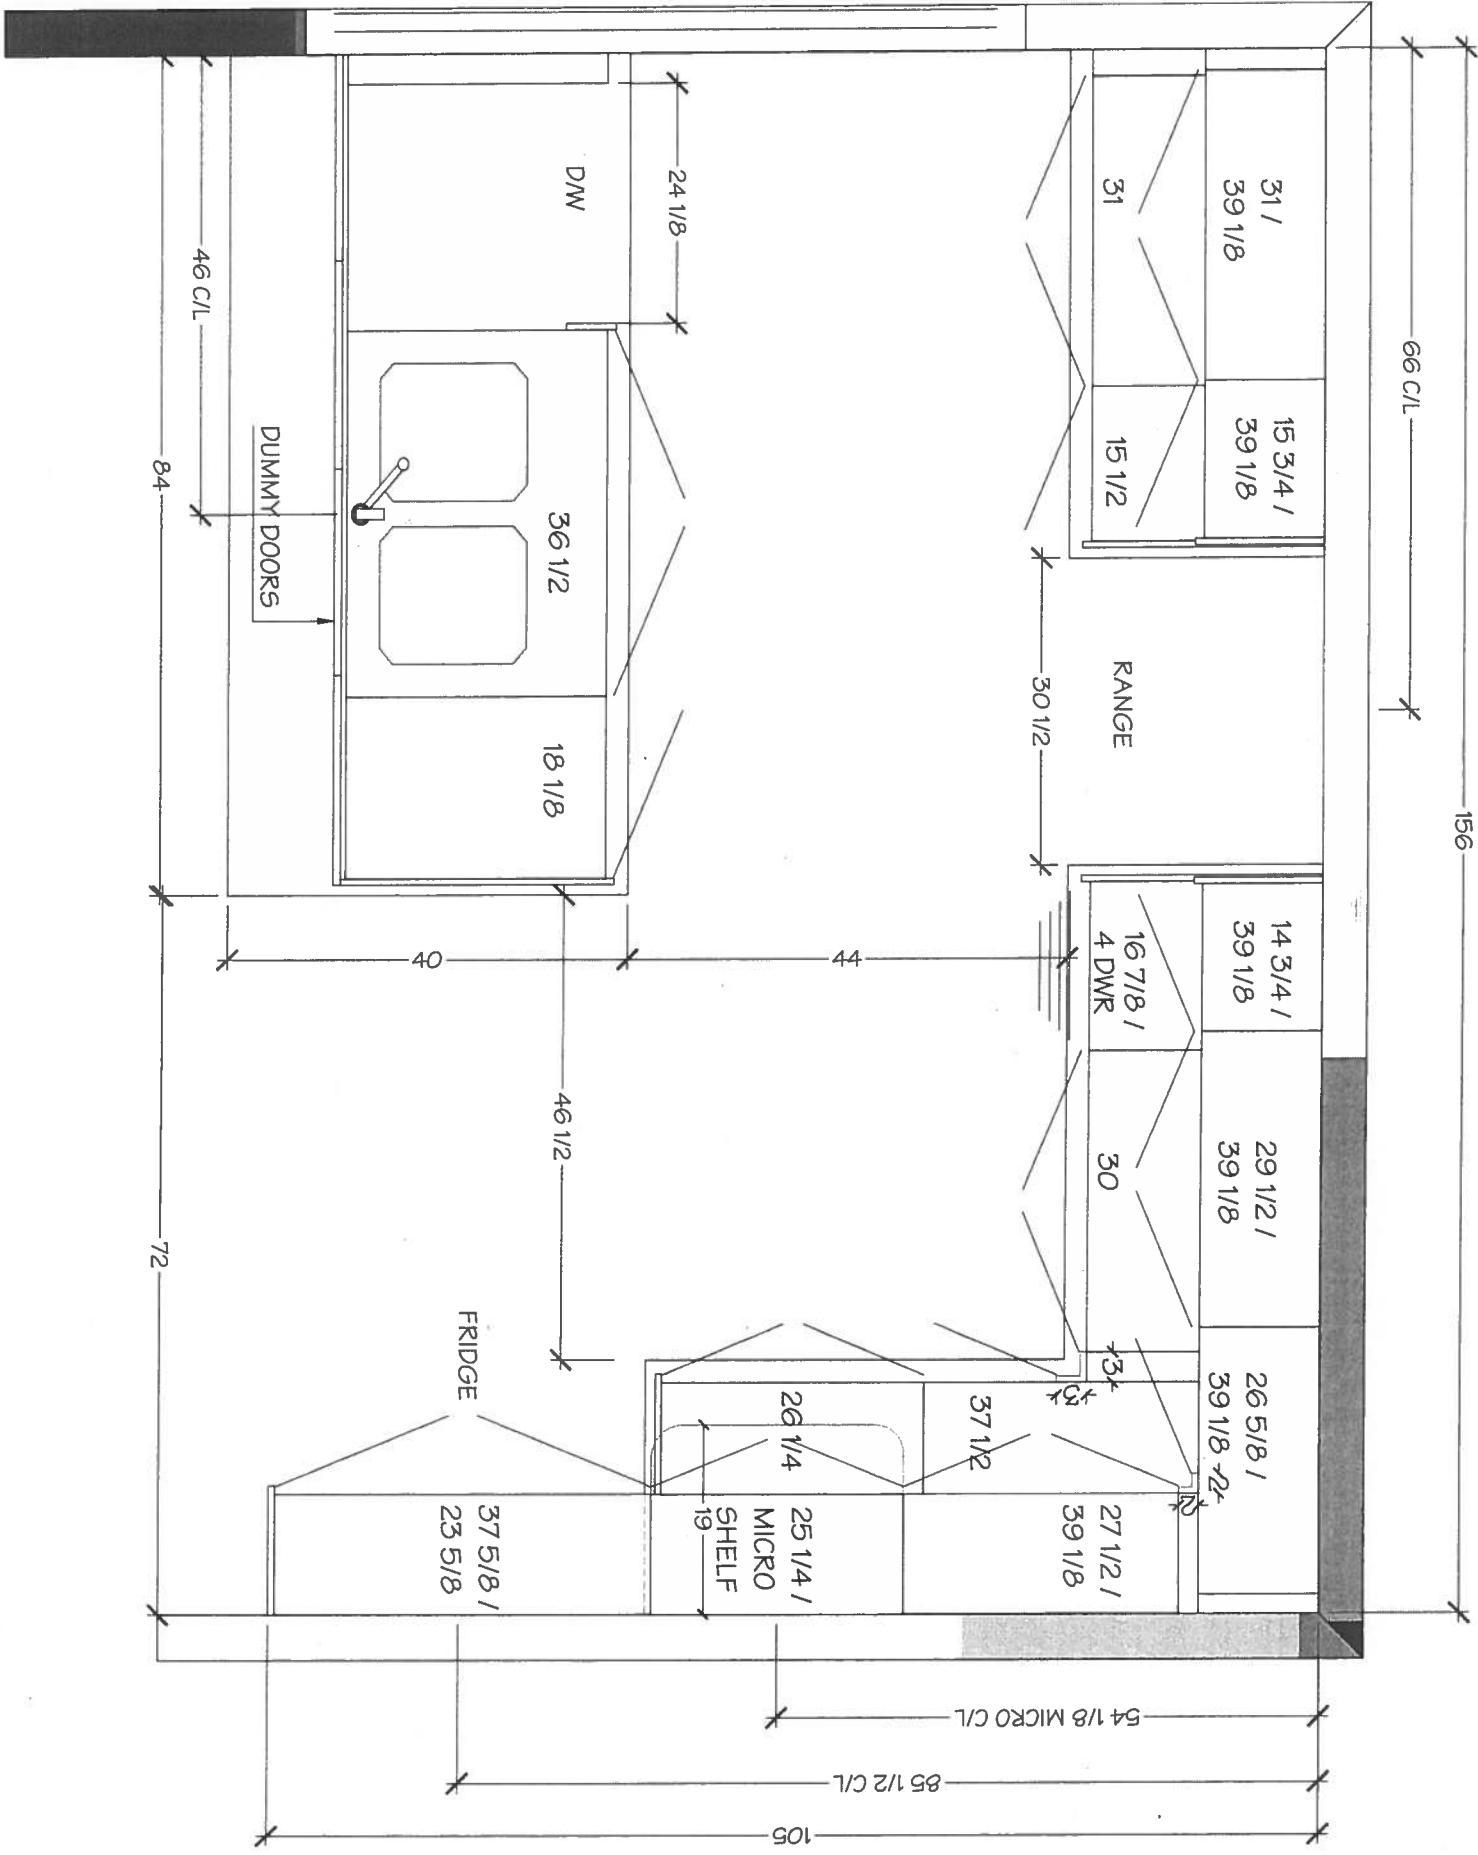 156
66 C/L
31 /
39 1/8
15 3/4 /
39 1/8
14 3/4 /
39 1/8
29 1/2 /
39 1/8
26 5/8 /
39 1/8
2
31
15 1/2
RANGE
30 1/2
16 7/8 /
4 DWR
30
3
3
37 1/2
2
27 1/2 /
39 1/8
26 1/4
25 1/4 /
MICRO
SHELF
19
24 1/8
D/W
36 1/2
18 1/8
44
40
46 1/2
FRIDGE
37 5/8 /
23 5/8
DUMMY DOORS
46 C/L
84
72
54 1/8 MICRO C/L
85 1/2 C/L
105